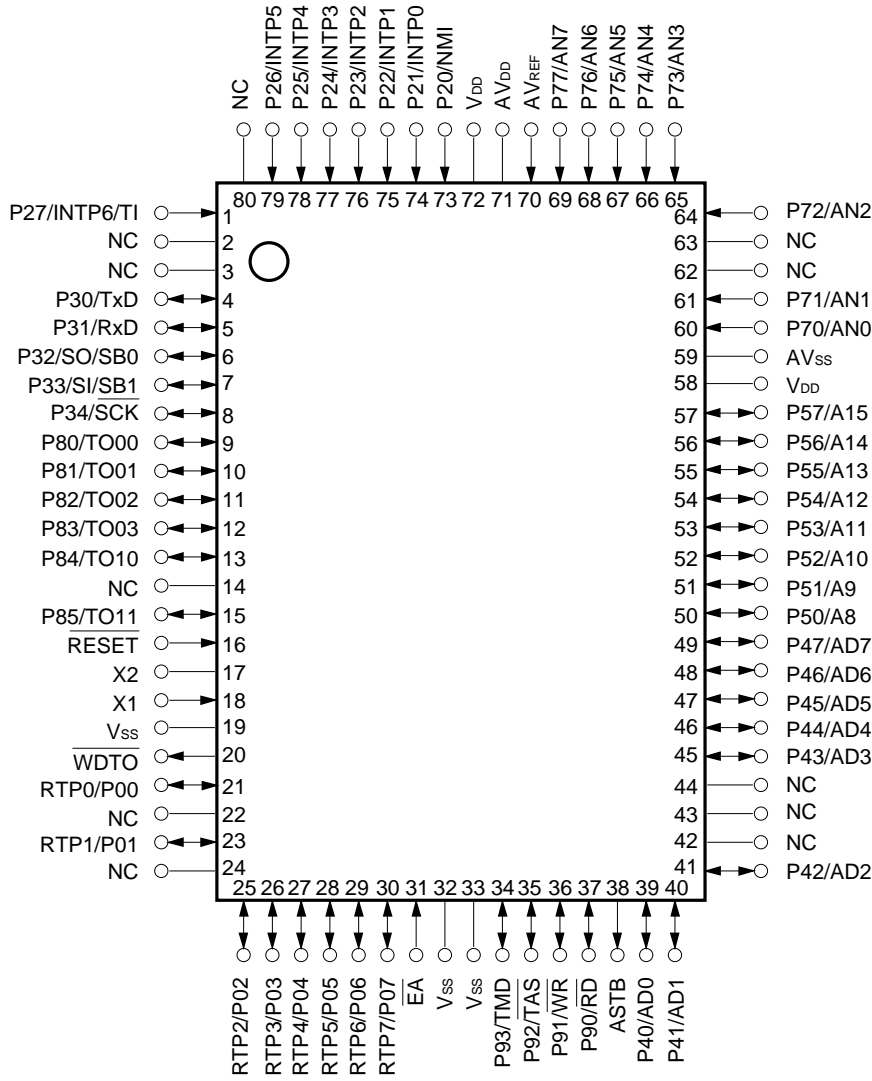 NC
P26/INTP5
P25/INTP4
P24/INTP3
P23/INTP2
P22/INTP1
P21/INTP0
P20/NMI
VDD
AVDD
AVREF
P77/AN7
P76/AN6
P75/AN5
P74/AN4
P73/AN3
80 79 78 77 76 75 74 73 72 71 70 69 68 67 66 65
P27/INTP6/TI 1 64 P72/AN2
NC 2 63 NC
NC 3 62 NC
P30/TxD 4 61 P71/AN1
P31/RxD 5 60 P70/AN0
P32/SO/SB0 6 59 AVSS
P33/SI/SB1 7 58 VDD
P34/SCK 8 57 P57/A15
P80/TO00 9 56 P56/A14
P81/TO01 10 55 P55/A13
P82/TO02 11 54 P54/A12
P83/TO03 12 53 P53/A11
P84/TO10 13 52 P52/A10
NC 14 51 P51/A9
P85/TO11 15 50 P50/A8
RESET 16 49 P47/AD7
X2 17 48 P46/AD6
X1 18 47 P45/AD5
VSS 19 46 P44/AD4
WDTO 20 45 P43/AD3
RTP0/P00 21 44 NC
NC 22 43 NC
RTP1/P01 23 42 NC
NC 24 41 P42/AD2
25 26 27 28 29 30 31 32 33 34 35 36 37 38 39 40
RTP2/P02
RTP3/P03
RTP4/P04
RTP5/P05
RTP6/P06
RTP7/P07
EA
VSS
VSS
P93/TMD
P92/TAS
P91/WR
P90/RD
ASTB
P40/AD0
P41/AD1